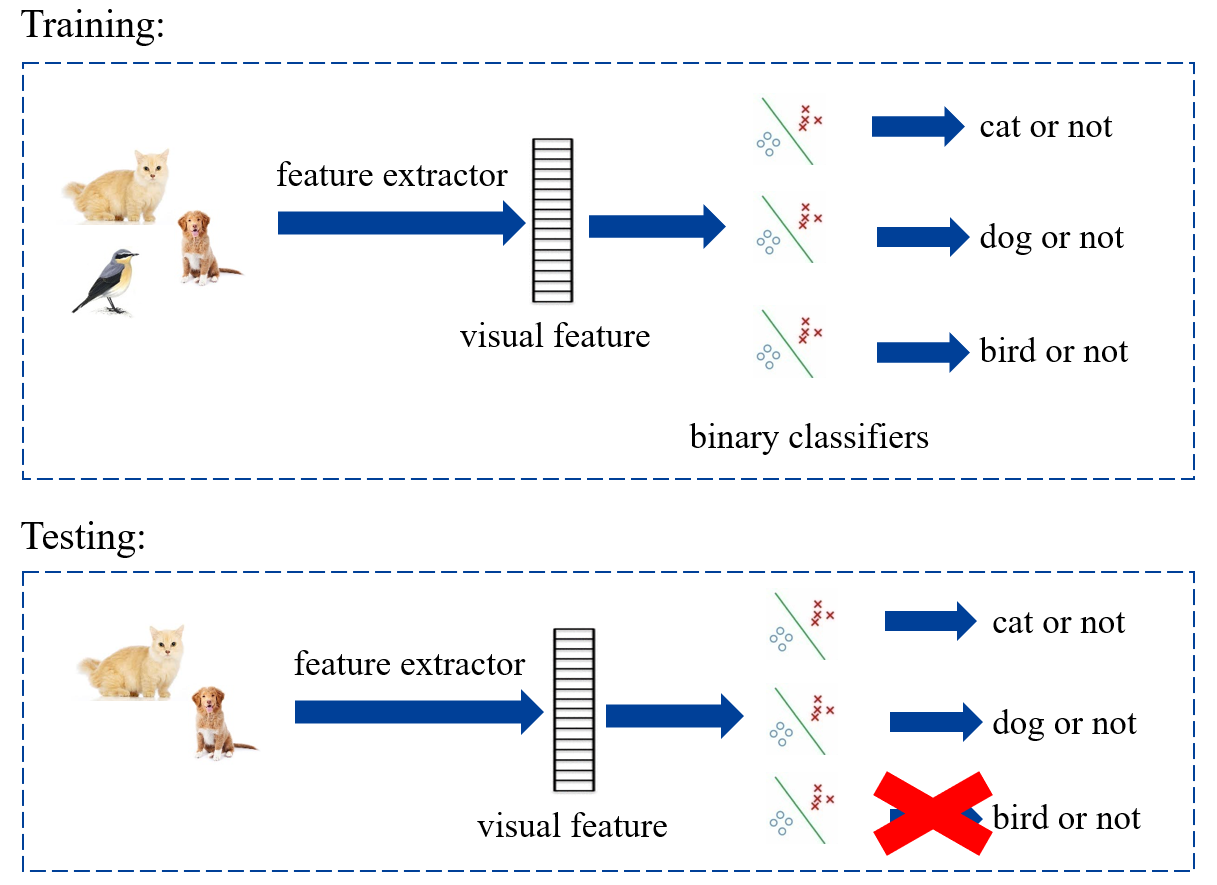 Training:
feature extractor
visual feature
cat or not
dog or not
bird or not
binary classifiers
Testing:
feature extractor
visual feature
cat or not
dog or not
bird or not